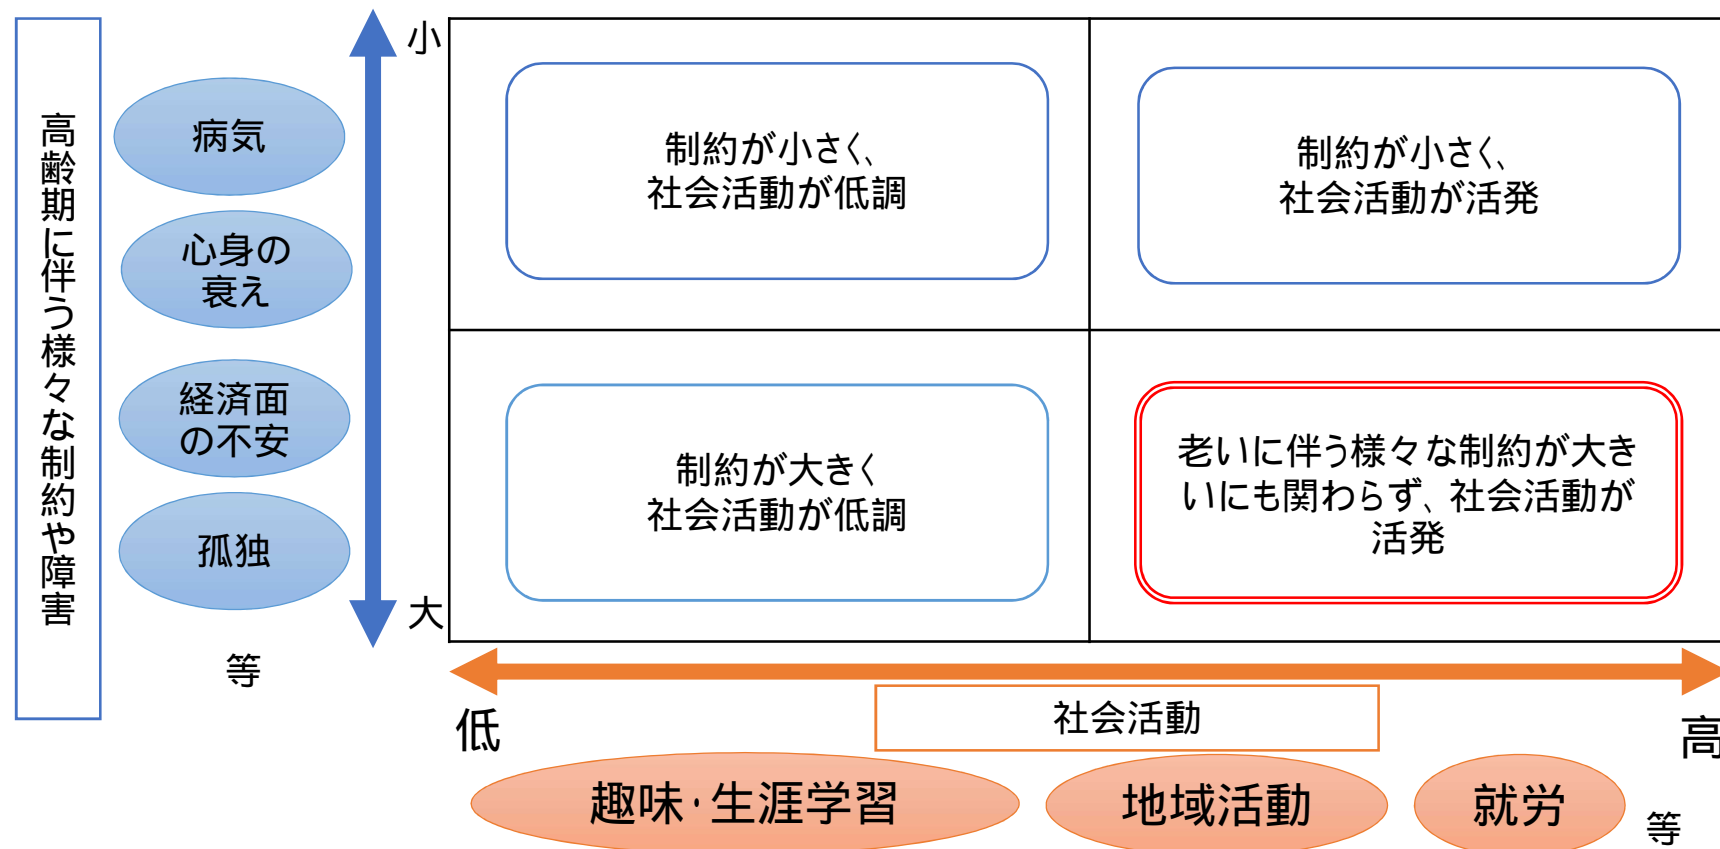 高齢期に伴う様々な制約や障害
病気
心身の
衰え
経済面
の不安
孤独
等
小
大
制約が小さく、
社会活動が低調
制約が小さく、
社会活動が活発
制約が大きく
社会活動が低調
老いに伴う様々な制約が大き
いにも関わらず、社会活動が
活発
低
社会活動
高
趣味・生涯学習
地域活動
就労
等